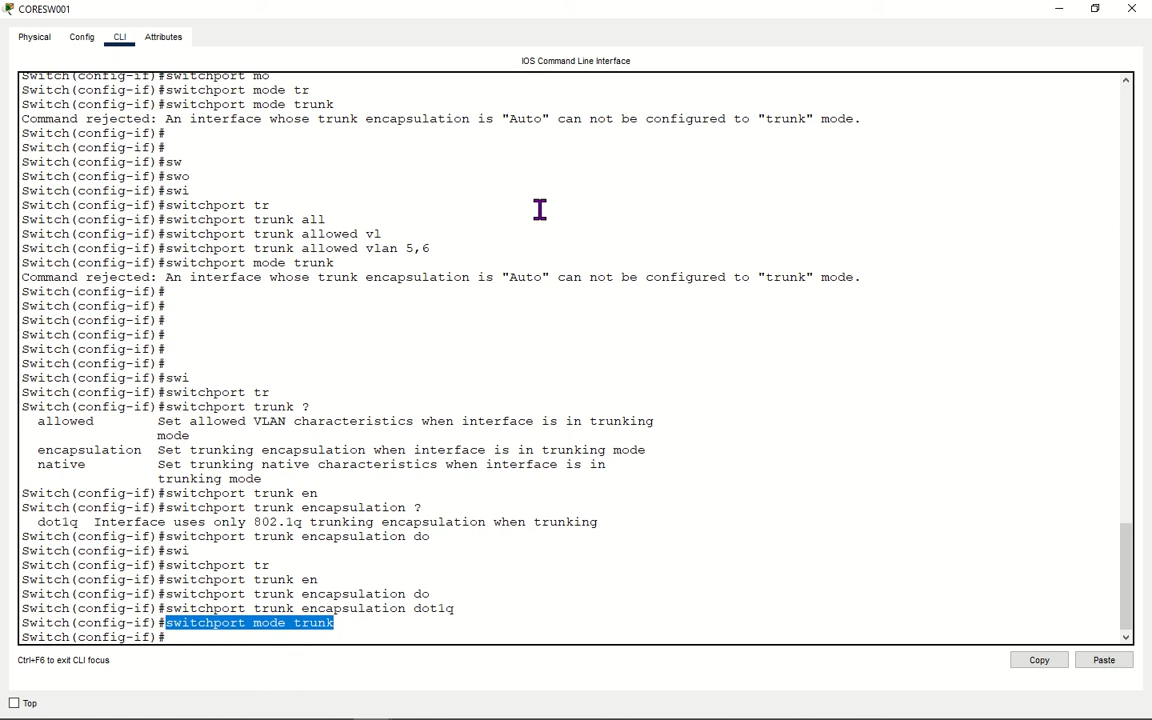 CORESW001
Physical Config CLI Attributes
IOS Command Line Interface
Switch(config-if)#switchport mo
Switch(config-if)#switchport mode tr
Switch(config-if)#switchport mode trunk
Command rejected: An interface whose trunk encapsulation is "Auto" can not be configured to "trunk" mode.
Switch(config-if)#
Switch(config-if)#
Switch(config-if)#sw
Switch(config-if)#swo
Switch(config-if)#swi
Switch(config-if)#switchport tr
Switch(config-if)#switchport trunk all
Switch(config-if)#switchport trunk allowed vl
Switch(config-if)#switchport trunk allowed vlan 5,6
Switch(config-if)#switchport mode trunk
Command rejected: An interface whose trunk encapsulation is "Auto" can not be configured to "trunk" mode.
Switch(config-if)#
Switch(config-if)#
Switch(config-if)#
Switch(config-if)#
Switch(config-if)#
Switch(config-if)#
Switch(config-if)#swi
Switch(config-if)#switchport tr
Switch(config-if)#switchport trunk ?
allowed Set allowed VLAN characteristics when interface is in trunking
mode
encapsulation Set trunking encapsulation when interface is in trunking mode
native Set trunking native characteristics when interface is in
trunking mode
Switch(config-if)#switchport trunk en
Switch(config-if)#switchport trunk encapsulation ?
dot1q Interface uses only 802.1q trunking encapsulation when trunking
Switch(config-if)#switchport trunk encapsulation do
Switch(config-if)#swi
Switch(config-if)#switchport tr
Switch(config-if)#switchport trunk en
Switch(config-if)#switchport trunk encapsulation do
Switch(config-if)#switchport trunk encapsulation dot1q
Switch(config-if)#switchport mode trunk
Switch(config-if)#
Ctrl+F6 to exit CLI focus
Copy Paste
Top